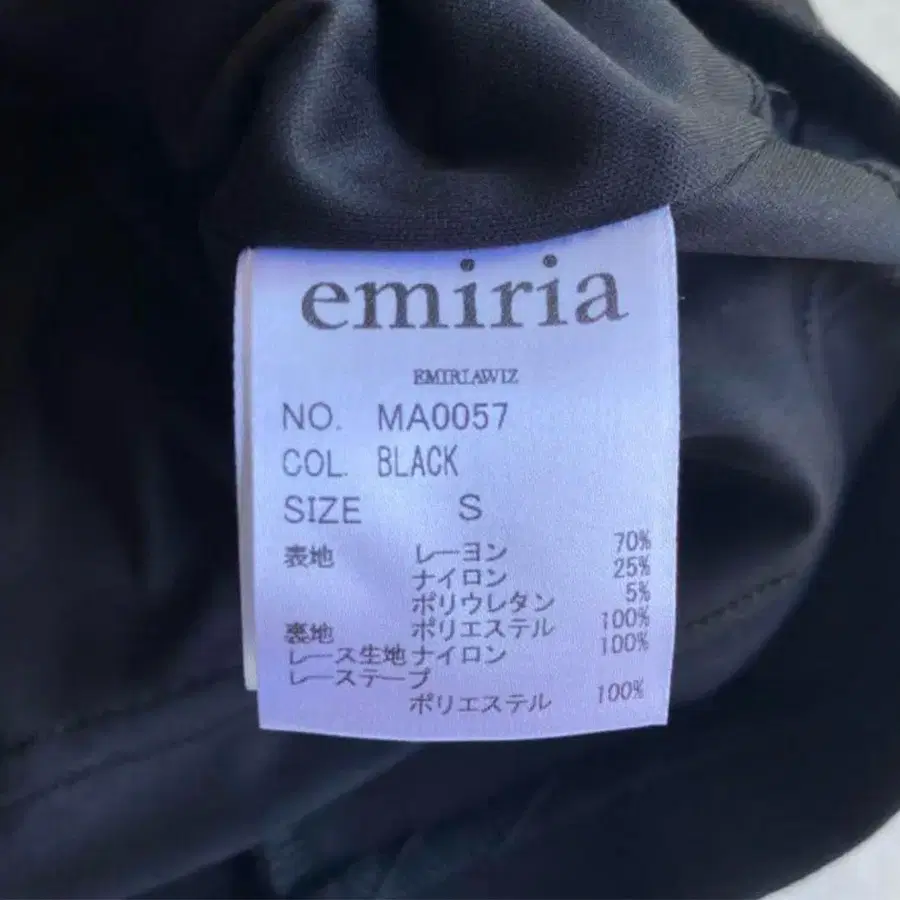 emiria
EMIRIAWIZ
NO. MA0057
COL. BLACK
SIZE S
表地 レーヨン 70%
ナイロン 25%
ポリウレタン 5%
裏地 ポリエステル 100%
レース生地 ナイロン 100%
レーステープ
ポリエステル 100%